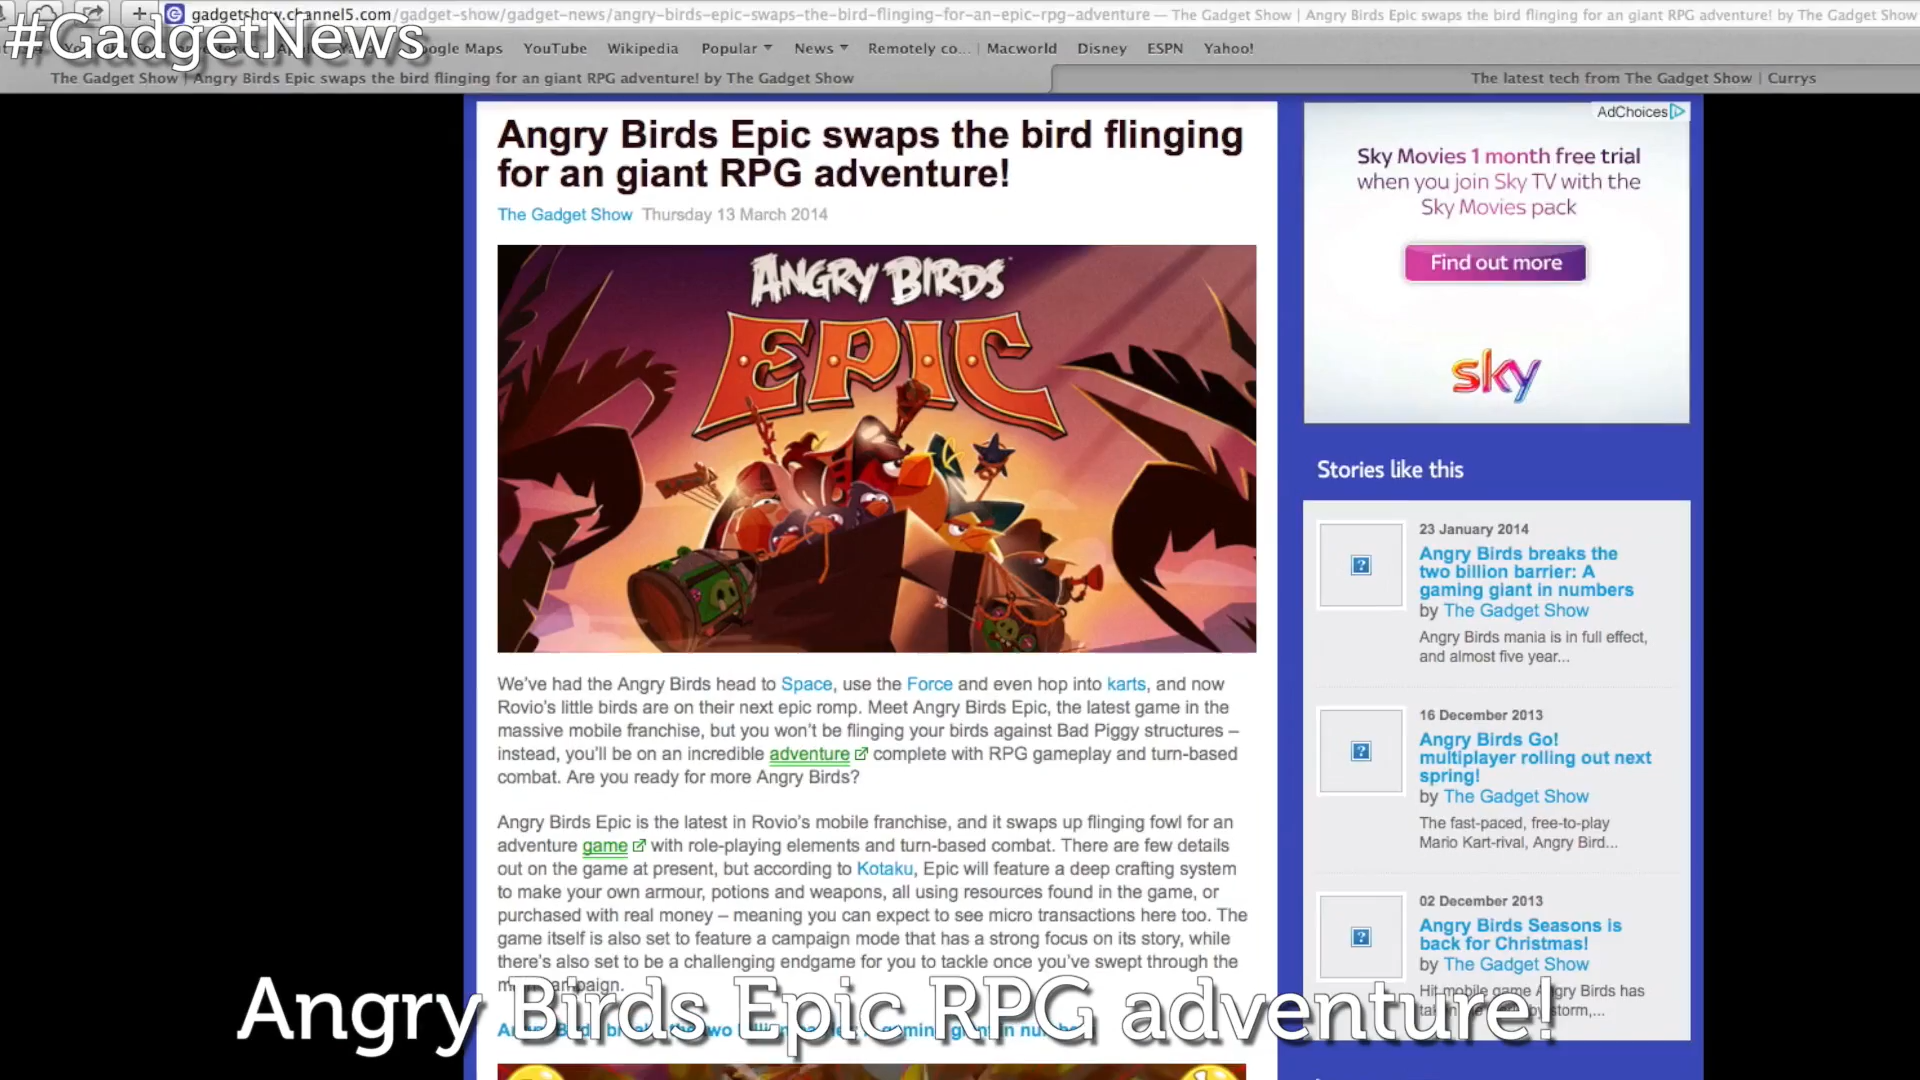 gadgetshow.channel5.com/gadget-show/gadget-news/angry-birds-epic-swaps-the-bird-flinging-for-an-epic-rpg-adventure — The Gadget Show | Angry Birds Epic swaps the bird flinging for an giant RPG adventure! by The Gadget Show
#GadgetNews
Google Maps YouTube Wikipedia Popular News Remotely co... Macworld Disney ESPN Yahoo!
The Gadget Show | Angry Birds Epic swaps the bird flinging for an giant RPG adventure! by The Gadget Show
The latest tech from The Gadget Show | Currys
Angry Birds Epic swaps the bird flinging
for an giant RPG adventure!
The Gadget Show Thursday 13 March 2014
ANGRY BIRDS
EPIC
We've had the Angry Birds head to Space, use the Force and even hop into karts, and now
Rovio's little birds are on their next epic romp. Meet Angry Birds Epic, the latest game in the
massive mobile franchise, but you won't be flinging your birds against Bad Piggy structures –
instead, you'll be on an incredible adventure complete with RPG gameplay and turn-based
combat. Are you ready for more Angry Birds?
Angry Birds Epic is the latest in Rovio's mobile franchise, and it swaps up flinging fowl for an
adventure game with role-playing elements and turn-based combat. There are few details
out on the game at present, but according to Kotaku, Epic will feature a deep crafting system
to make your own armour, potions and weapons, all using resources found in the game, or
purchased with real money – meaning you can expect to see micro transactions here too. The
game itself is also set to feature a campaign mode that has a strong focus on its story, while
there's also set to be a challenging endgame for you to tackle once you've swept through the
Angry Birds Epic RPG adventure!
AdChoices
Sky Movies 1 month free trial
when you join Sky TV with the
Sky Movies pack
Find out more
sky
Stories like this
23 January 2014
Angry Birds breaks the
two billion barrier: A
gaming giant in numbers
by The Gadget Show
Angry Birds mania is in full effect,
and almost five year...
16 December 2013
Angry Birds Go!
multiplayer rolling out next
spring!
by The Gadget Show
The fast-paced, free-to-play
Mario Kart-rival, Angry Bird...
02 December 2013
Angry Birds Seasons is
back for Christmas!
by The Gadget Show
Hit mobile game Angry Birds has
storm,...